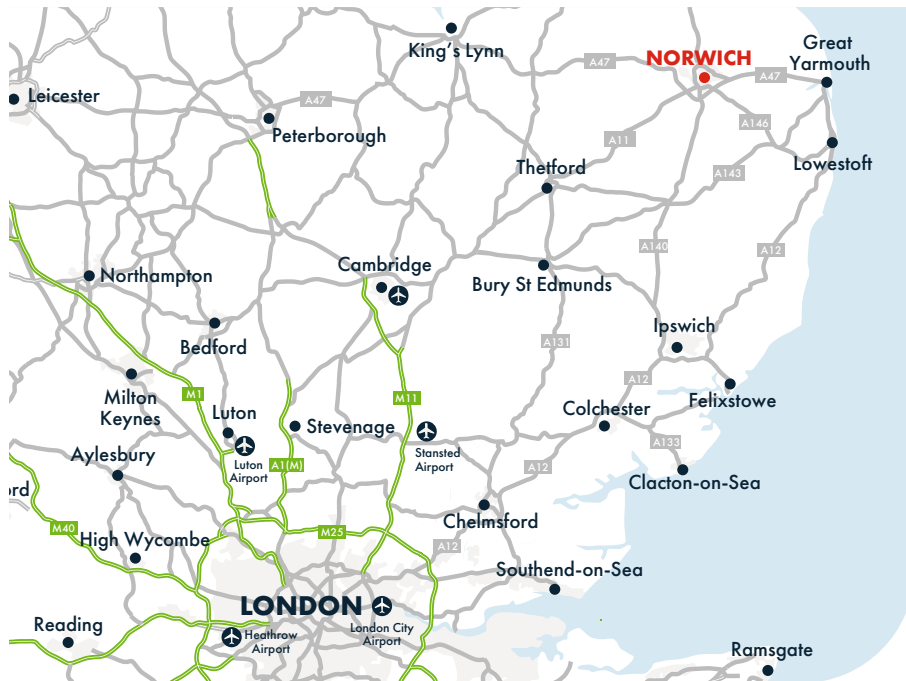 King's Lynn
A47
NORWICH
A47
Great
Yarmouth
Leicester
A47
Peterborough
A146
A11
Thetford
A143
Lowestoft
A140
A12
Cambridge
Northampton
Bury St Edmunds
Ipswich
Bedford
A131
A12
Felixstowe
Milton
Keynes
M1
M11
Luton
Stevenage
Colchester
A133
Aylesbury
Luton
Airport
A1(M)
Stansted
Airport
A12
Clacton-on-Sea
ord
M40
High Wycombe
M25
Chelmsford
A12
Southend-on-Sea
LONDON
Reading
Heathrow
Airport
London City
Airport
Ramsgate